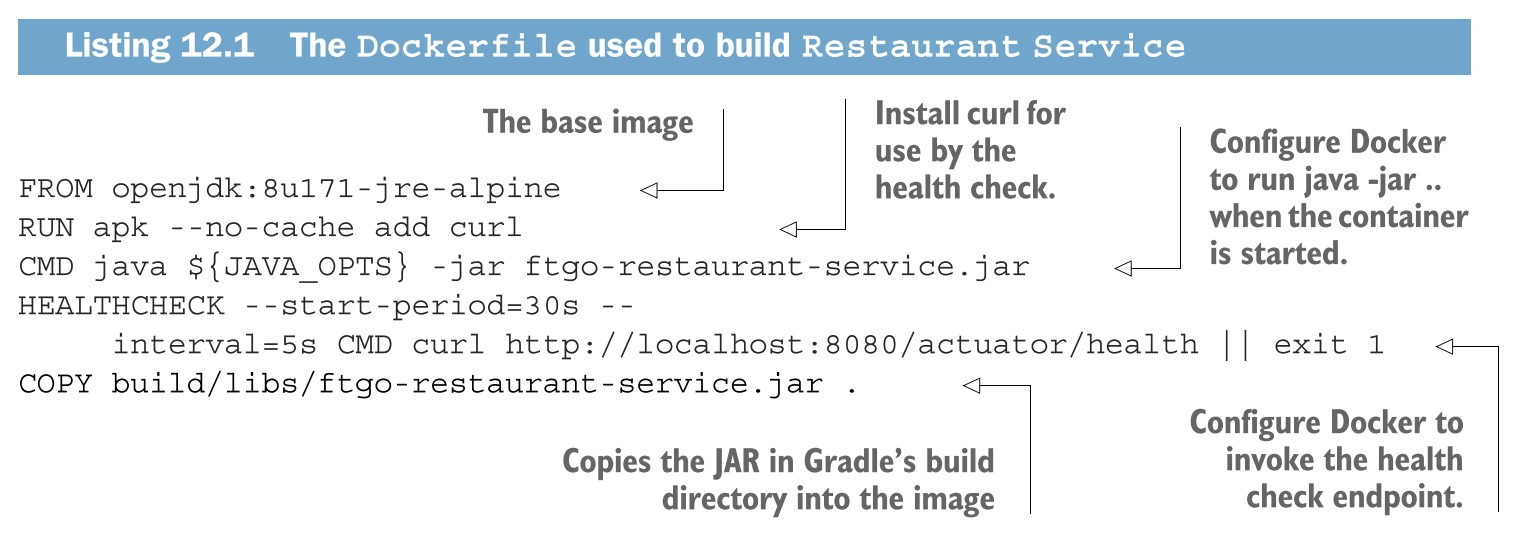 Listing 12.1 The Dockerfile used to build Restaurant Service
The base image
Install curl for
use by the
health check.
Configure Docker
to run java -jar ..
when the container
is started.
FROM openjdk:8u171-jre-alpine
RUN apk --no-cache add curl
CMD java ${JAVA_OPTS} -jar ftgo-restaurant-service.jar
HEALTHCHECK --start-period=30s --
interval=5s CMD curl http://localhost:8080/actuator/health || exit 1
COPY build/libs/ftgo-restaurant-service.jar .
Copies the JAR in Gradle’s build
directory into the image
Configure Docker to
invoke the health
check endpoint.